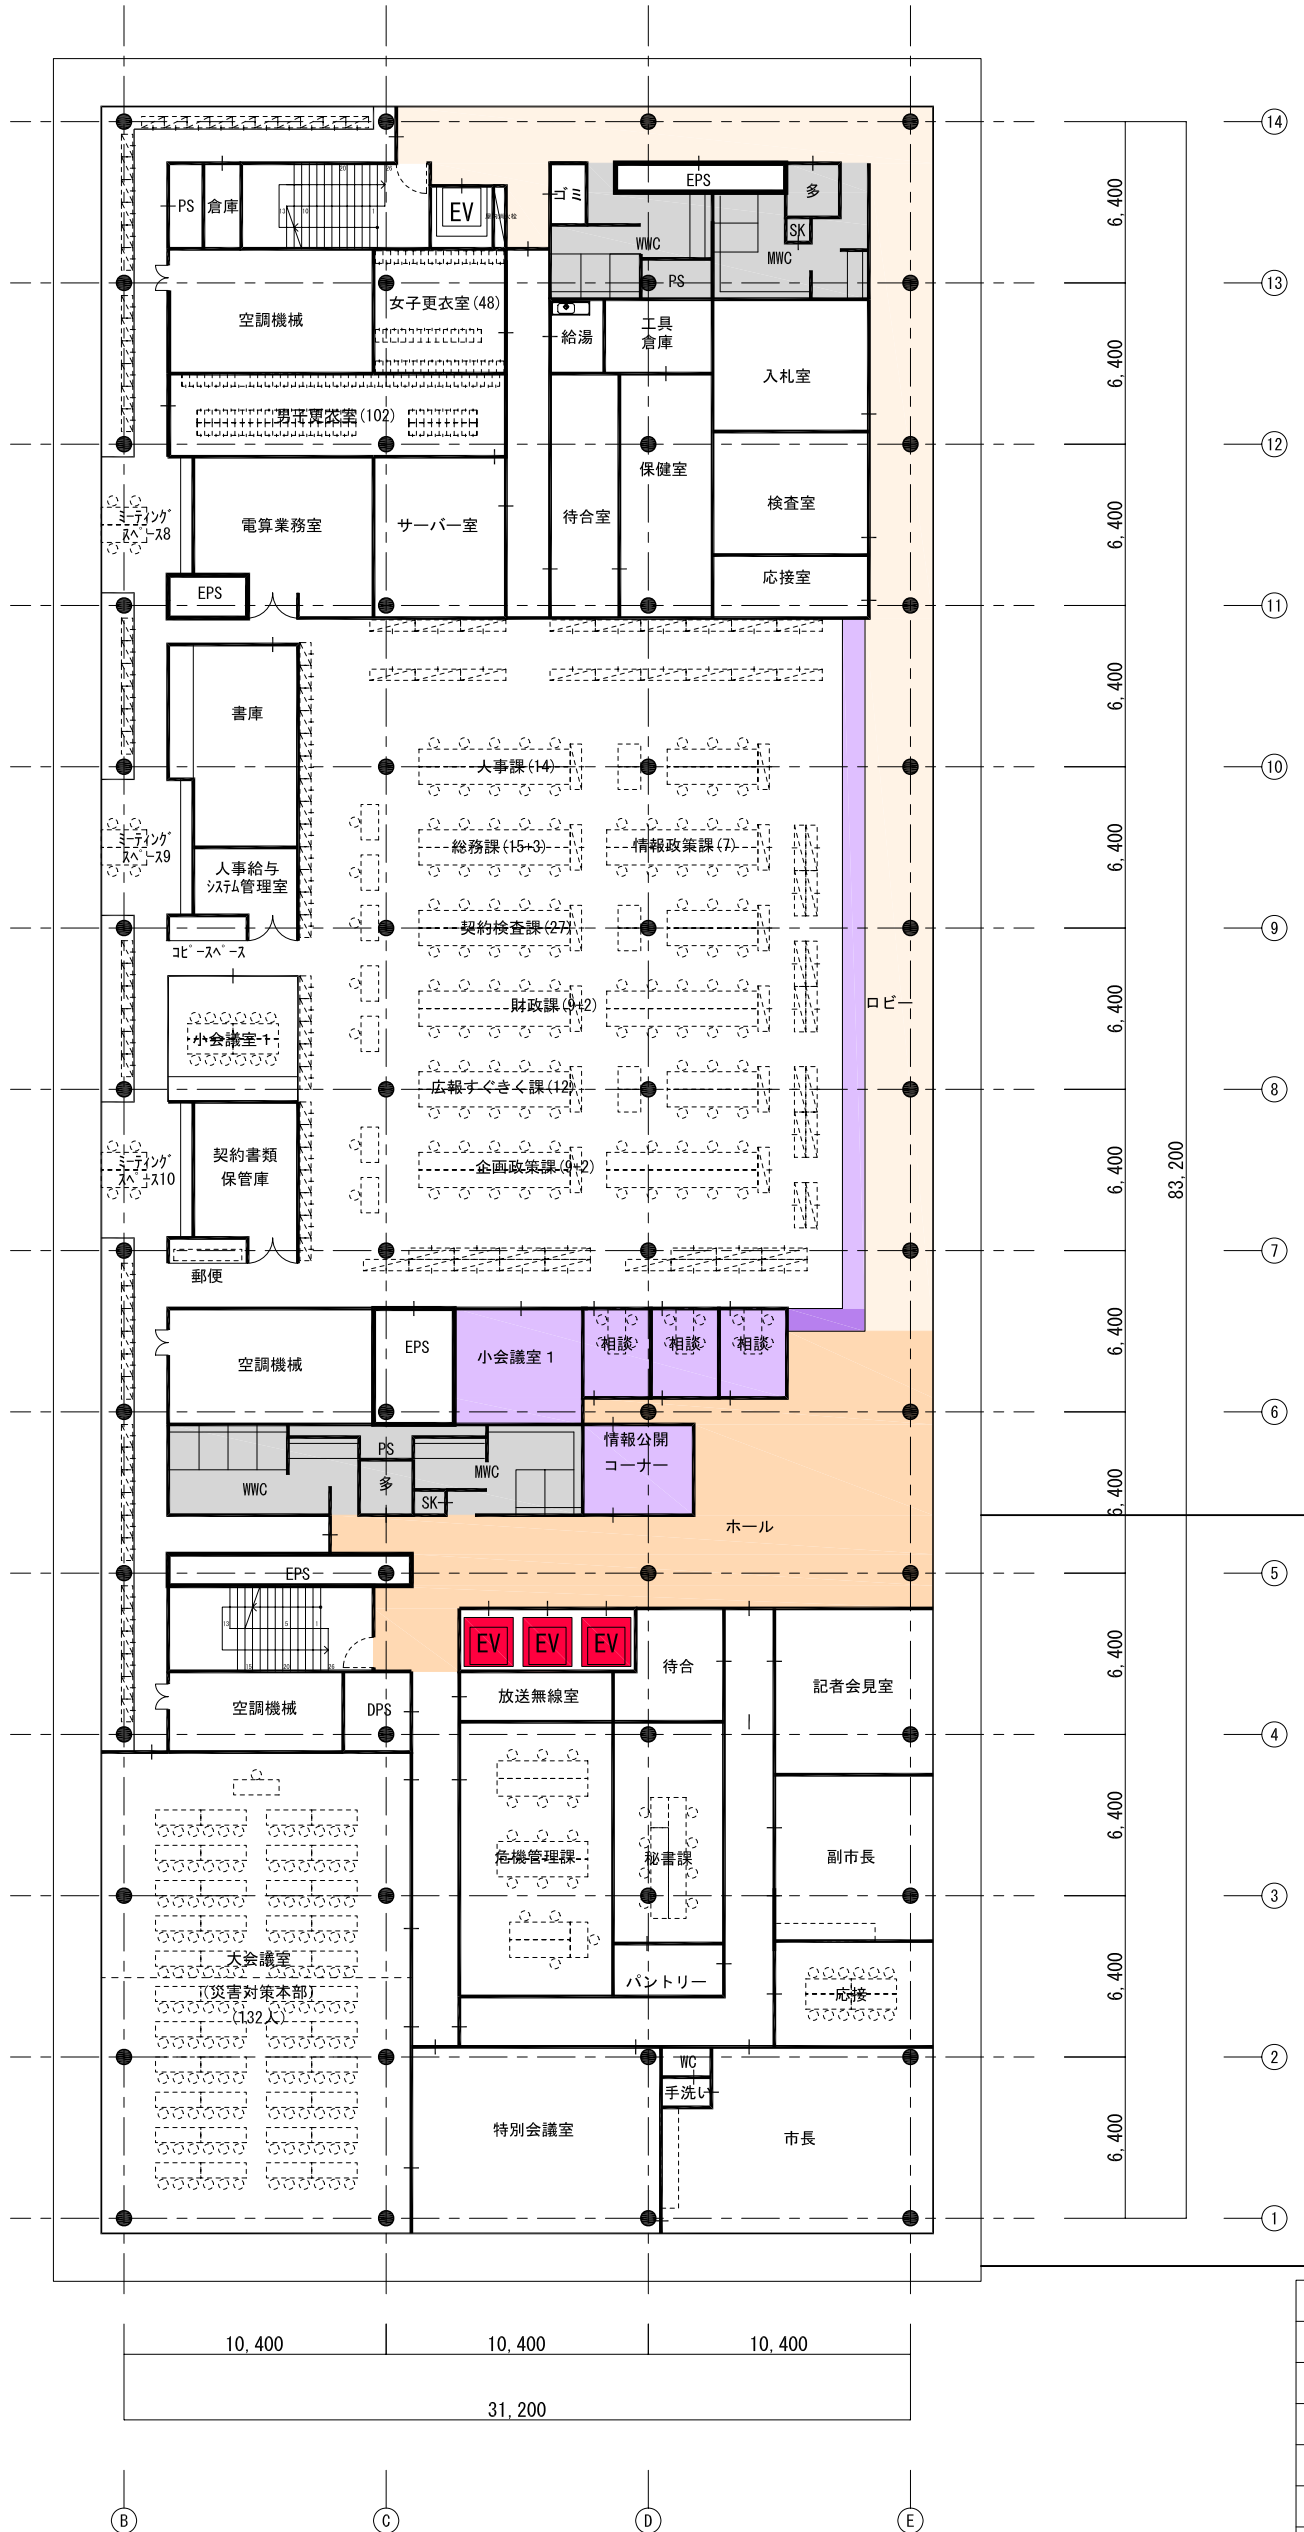 14
ゴミ
EPS
多
PS
倉庫
EV
SK
WWC
MWC
6,400
PS
13
空調機械
女子更衣室(48)
給湯
工具
倉庫
入札室
6,400
男子更衣室(102)
12
保健室
検査室
待合室
電算業務室
サーバー室
ミーティング
スペース8
6,400
応接室
EPS
11
書庫
6,400
人事課(14)
10
総務課(15+3)
情報政策課(7)
ミーティング
スペース9
人事給与
システム管理室
6,400
契約検査課(27)
9
コピースペース
財政課(9+2)
ロビー
小会議室1
6,400
広報すぐきく課(12)
8
契約書類
保管庫
企画政策課(9+2)
ミーティング
スペース10
6,400
83,200
7
郵便
空調機械
EPS
小会議室1
相談
相談
相談
6,400
6
情報公開
コーナー
PS
多
MWC
WWC
SK
6,400
ホール
EPS
5
EV
EV
EV
待合
放送無線室
記者会見室
6,400
空調機械
DPS
4
危機管理課
秘書課
副市長
6,400
3
大会議室
(災害対策本部)
(132人)
パントリー
応接
6,400
2
WC
手洗い
特別会議室
市長
6,400
1
10,400
10,400
10,400
31,200
B
C
D
E